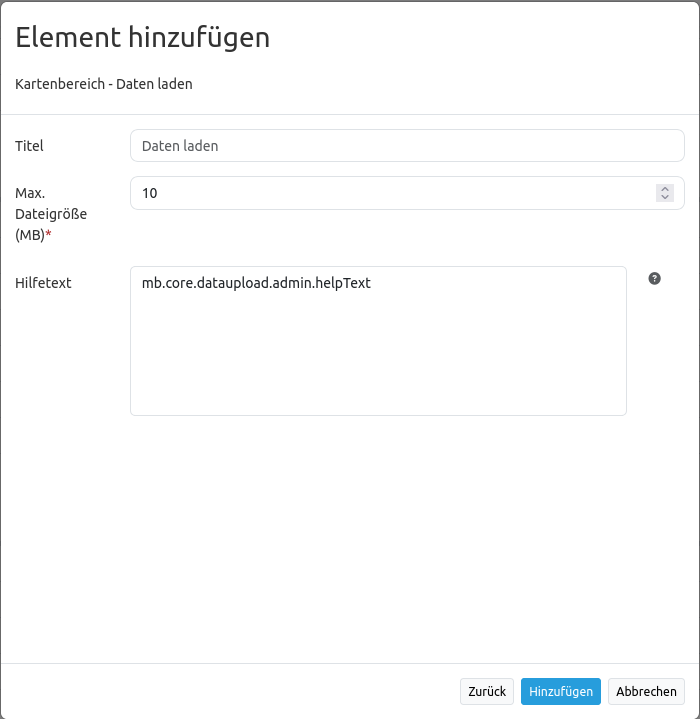 Element hinzufügen
Kartenbereich - Daten laden
Titel
Daten laden
Max.
Dateigröße
(MB)*
10
Hilfetext
mb.core.dataupload.admin.helpText
?
Zurück
Hinzufügen
Abbrechen